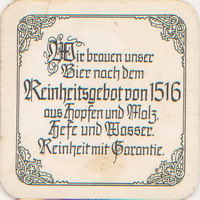 Wir brauen unser
Bier nach dem
Reinheitsgebot von 1516
aus Hopfen und Malz,
Hefe und Wasser.
Reinheit mit Garantie.